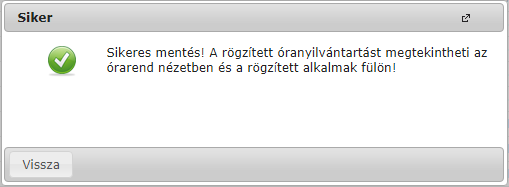 Siker
Sikeres mentés! A rögzített óranyilvántartást megtekintheti az
órarend nézetben és a rögzített alkalmak fülön!
Vissza